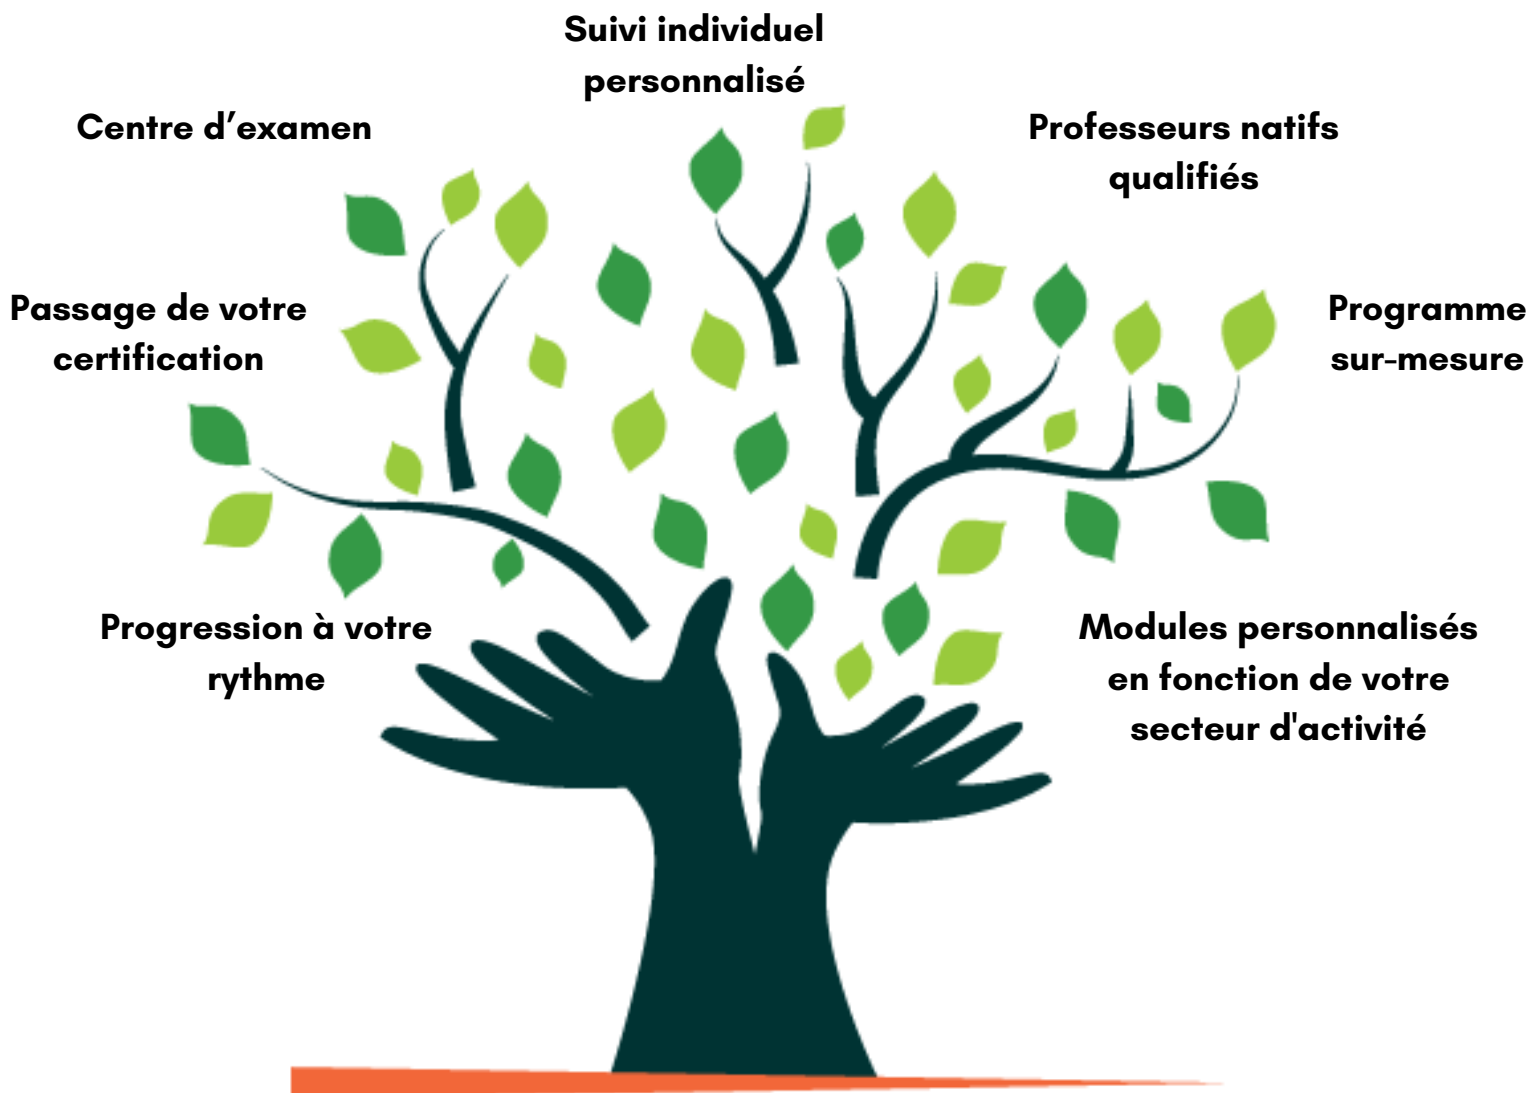 Suivi individuel
personnalisé
Centre d’examen
Professeurs natifs
qualifiés
Passage de votre
certification
Programme
sur-mesure
Progression à votre
rythme
Modules personnalisés
en fonction de votre
secteur d'activité